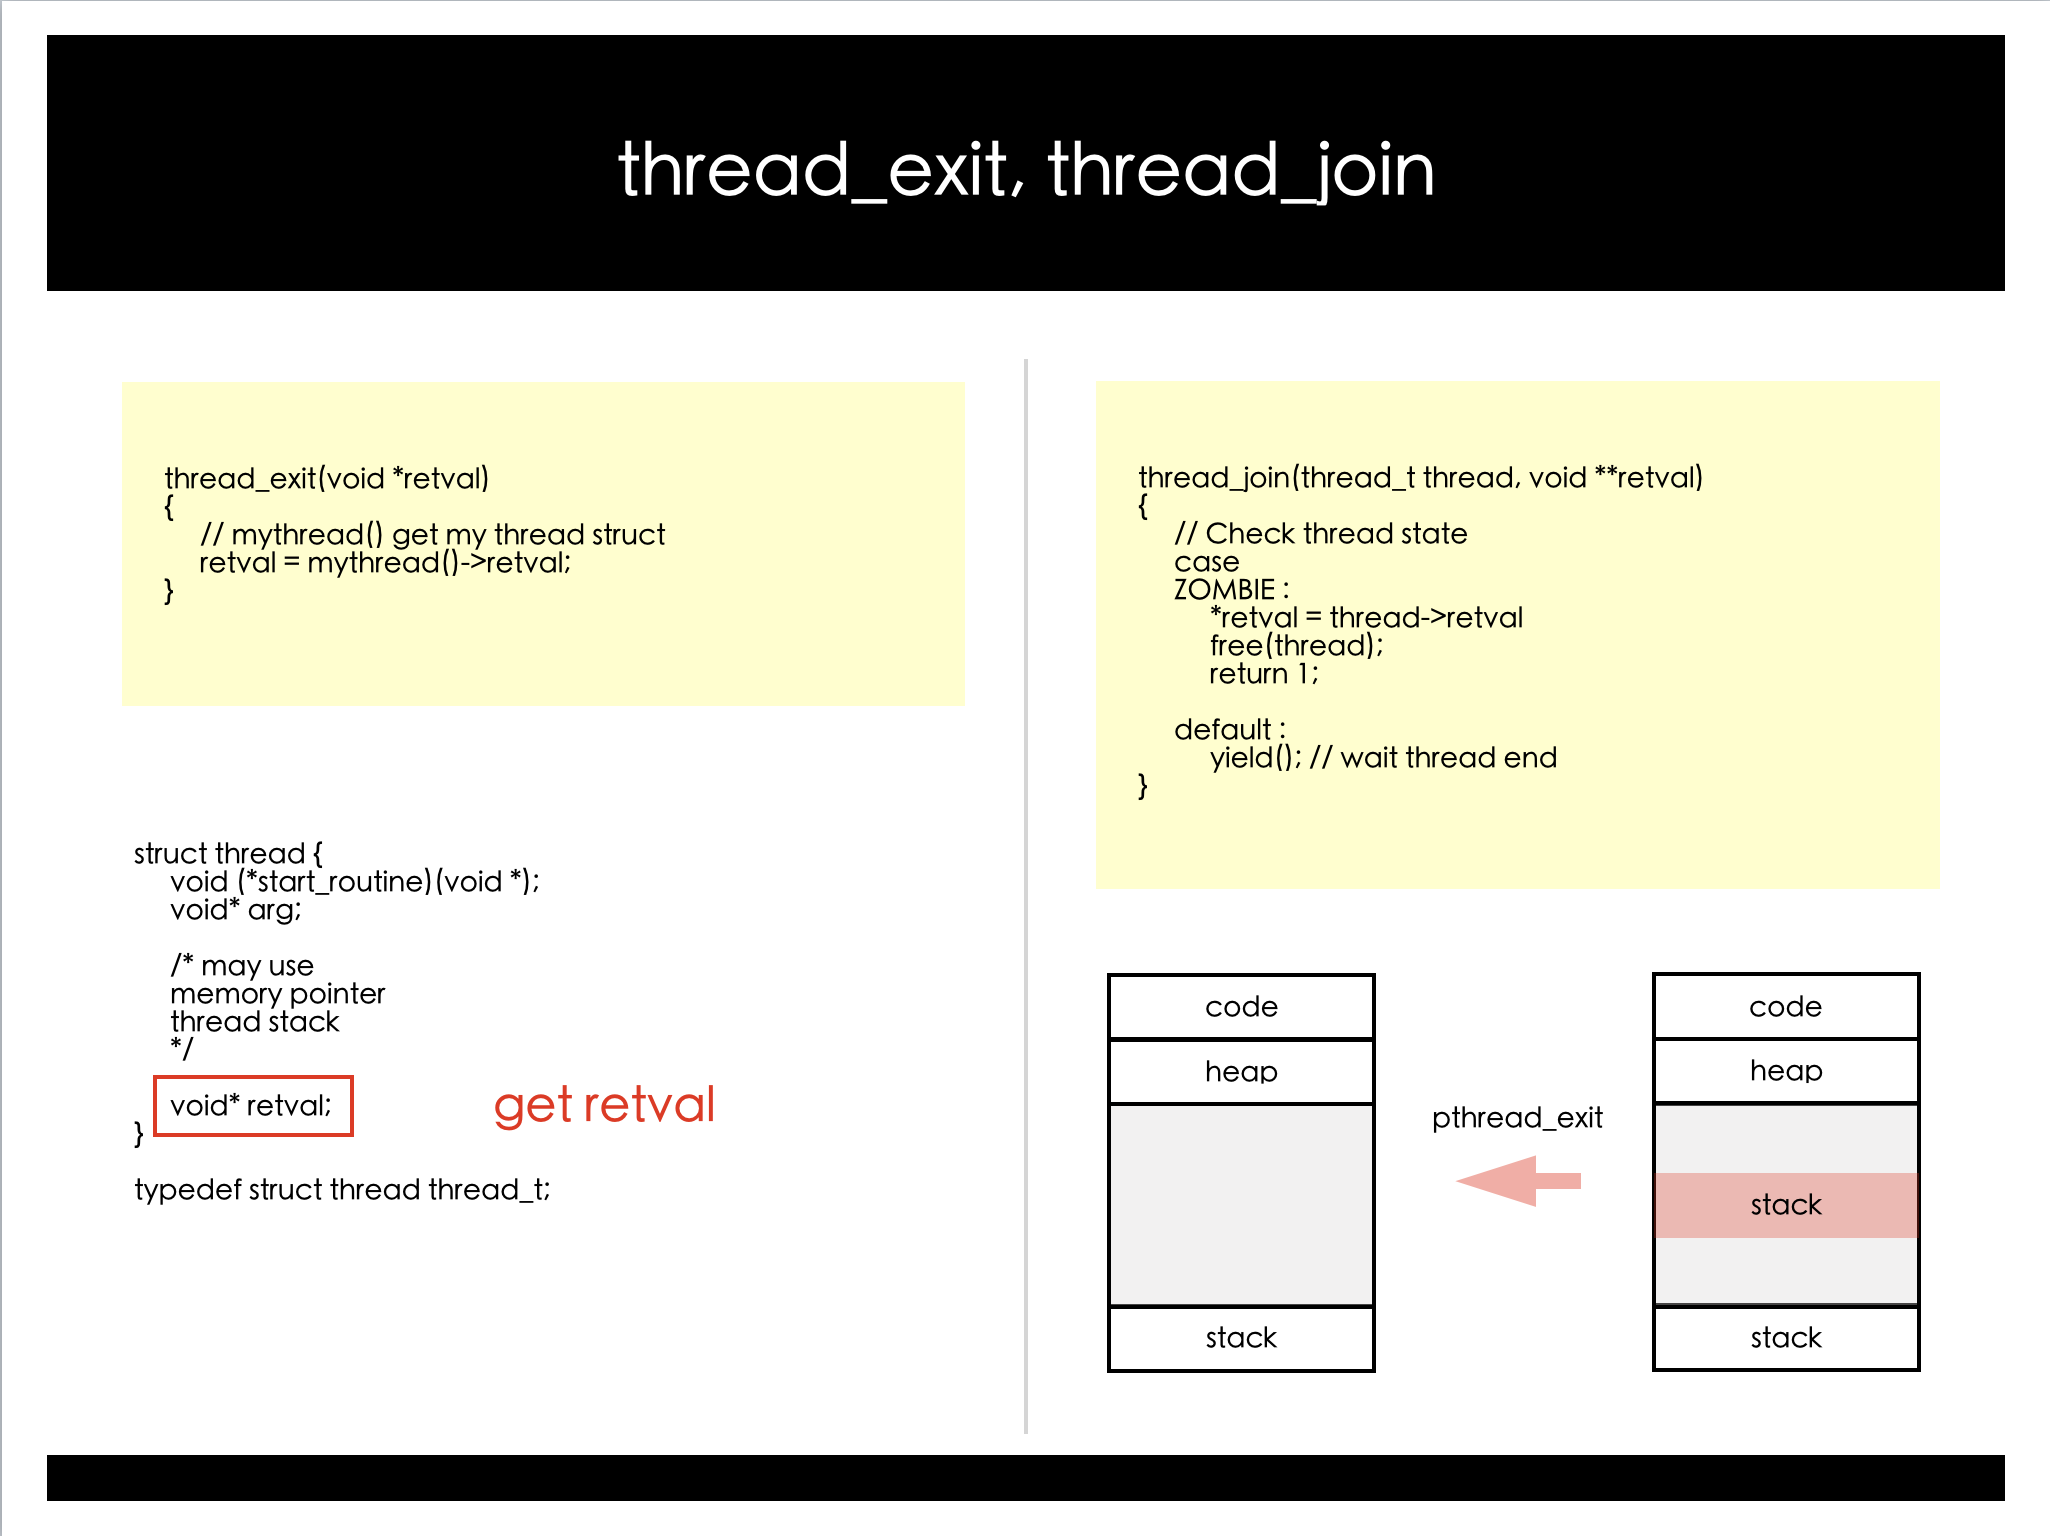 thread_exit, thread_join
thread_exit(void *retval)
{
// mythread() get my thread struct
retval = mythread()->retval;
}
struct thread {
void (*start_routine)(void *);
void* arg;
/* may use
memory pointer
thread stack
*/
void* retval;
}
get retval
typedef struct thread thread_t;
thread_join(thread_t thread, void **retval)
{
// Check thread state
case
ZOMBIE :
*retval = thread->retval
free(thread);
return 1;
default :
yield(); // wait thread end
}
code
heap
stack
pthread_exit
code
heap
stack
stack